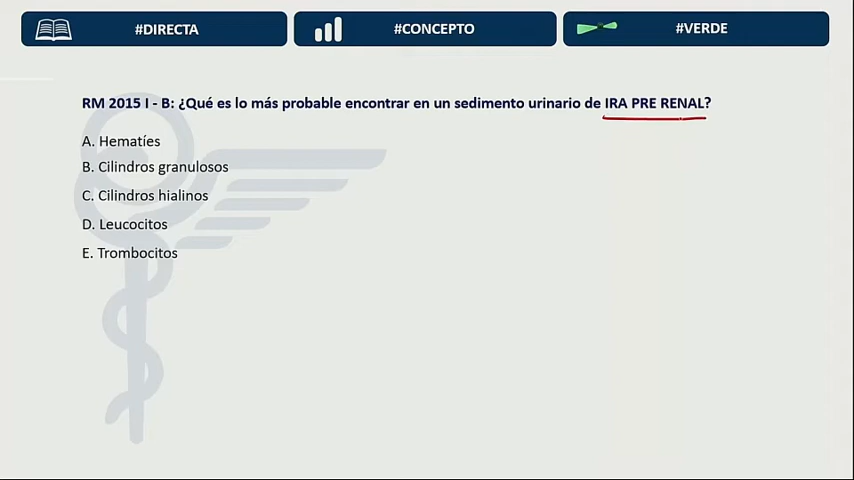 #DIRECTA
#CONCEPTO
#VERDE
RM 2015 I - B: ¿Qué es lo más probable encontrar en un sedimento urinario de IRA PRE RENAL?
A. Hematíes
B. Cilindros granulosos
C. Cilindros hialinos
D. Leucocitos
E. Trombocitos